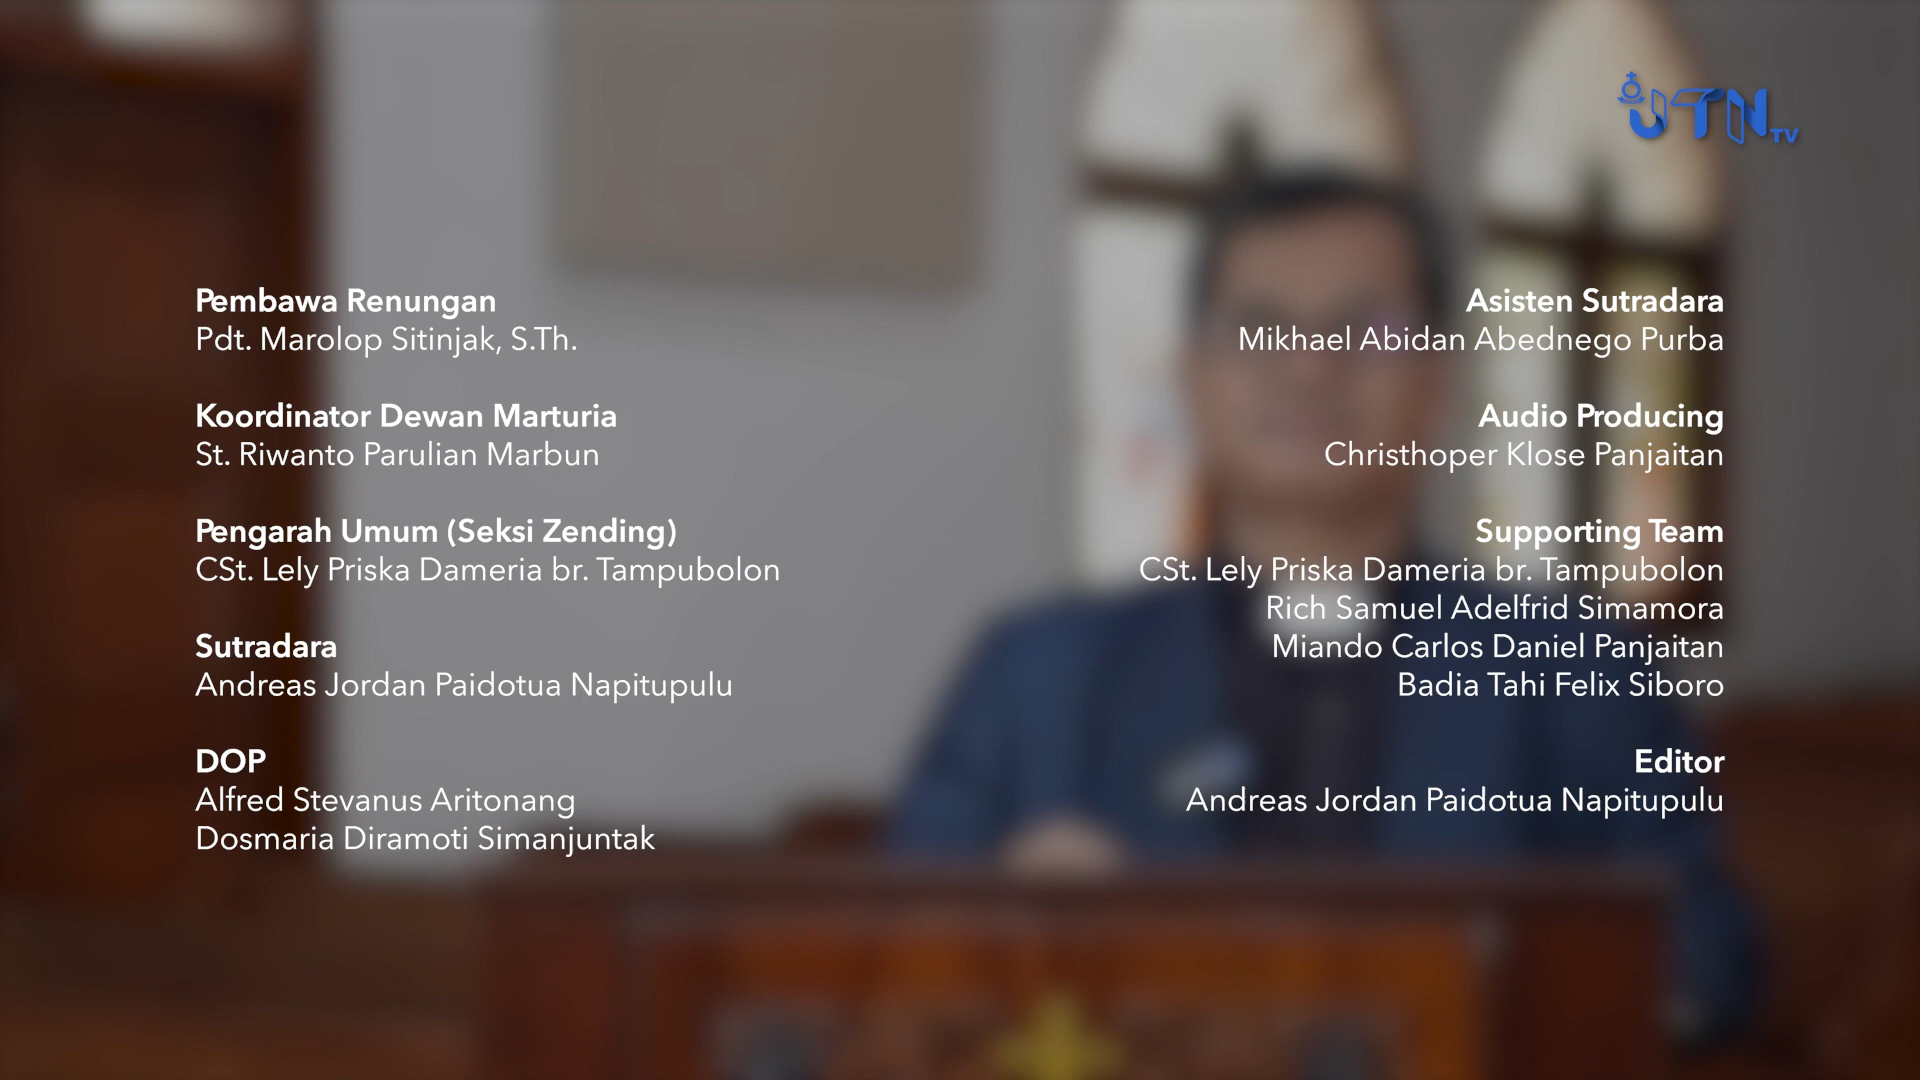 UTN TV
Pembawa Renungan
Pdt. Marolop Sitinjak, S.Th.
Koordinator Dewan Marturia
St. Riwanto Parulian Marbun
Pengarah Umum (Seksi Zending)
CSt. Lely Priska Dameria br. Tampubolon
Sutradara
Andreas Jordan Paidotua Napitupulu
DOP
Alfred Stevanus Aritonang
Dosmaria Diramoti Simanjuntak
Asisten Sutradara
Mikhael Abidan Abednego Purba
Audio Producing
Christhoper Klose Panjaitan
Supporting Team
CSt. Lely Priska Dameria br. Tampubolon
Rich Samuel Adelfrid Simamora
Miando Carlos Daniel Panjaitan
Badia Tahi Felix Siboro
Editor
Andreas Jordan Paidotua Napitupulu